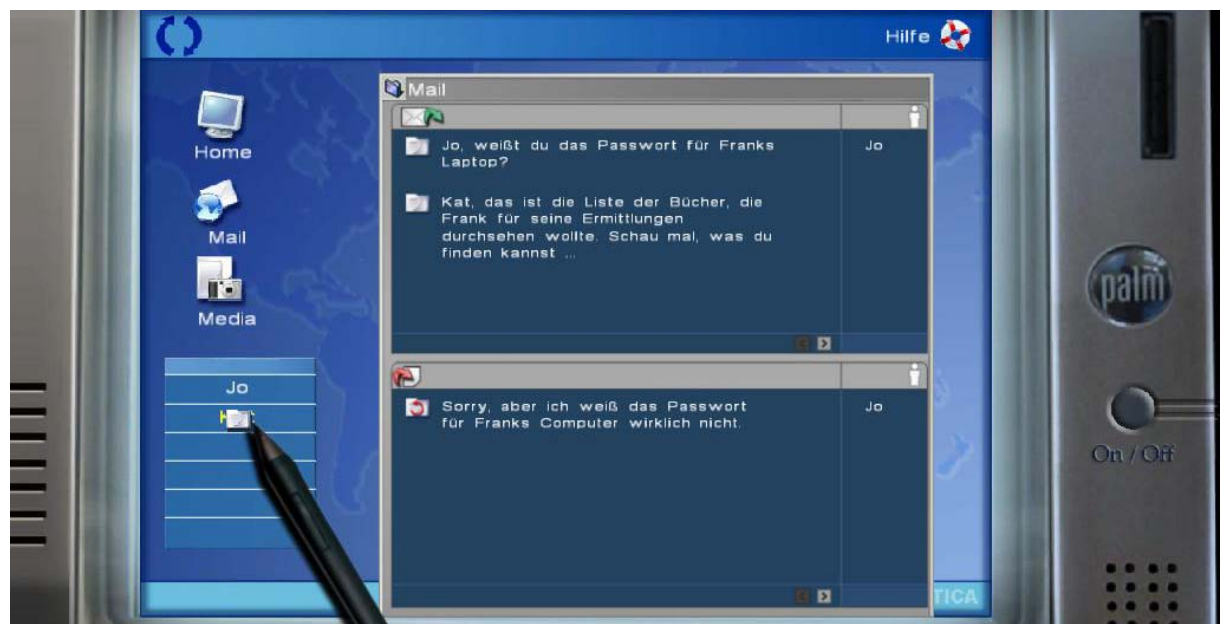 Hilfe
Mail
Home
Jo, weißt du das Passwort für Franks
Laptop?
Jo
Kat, das ist die Liste der Bücher, die
Frank für seine Ermittlungen
durchsehen wollte. Schau mal, was du
finden kannst ...
Mail
Media
palm
Jo
Sorry, aber ich weiß das Passwort
für Franks Computer wirklich nicht.
Jo
On / Off
TICA